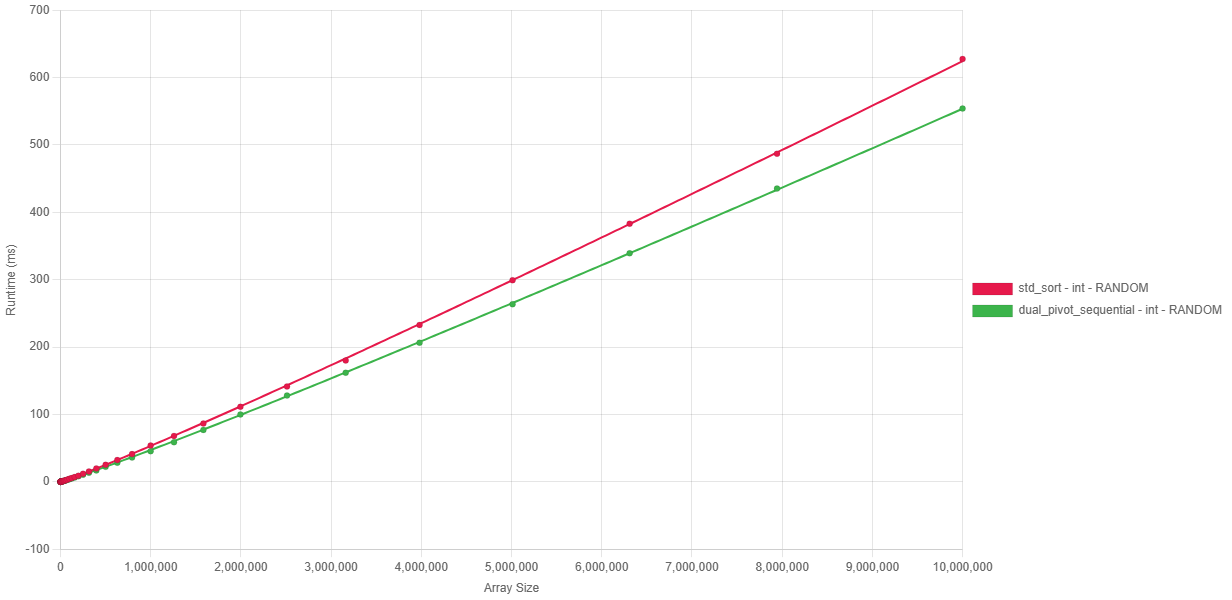 700
600
500
400
300
200
100
0
-100
Runtime (ms)
0 1,000,000 2,000,000 3,000,000 4,000,000 5,000,000 6,000,000 7,000,000 8,000,000 9,000,000 10,000,000
Array Size
std_sort - int - RANDOM
dual_pivot_sequential - int - RANDOM